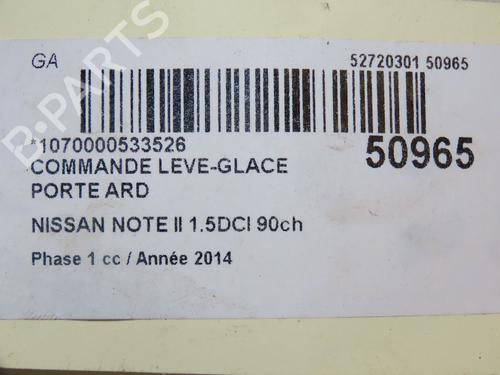 GA 52720301 50965
*1070000533526
50965
COMMANDE LEVE-GLACE
PORTE ARD
NISSAN NOTE II 1.5DCI 90ch
Phase 1 cc / Année 2014
B-PARTS